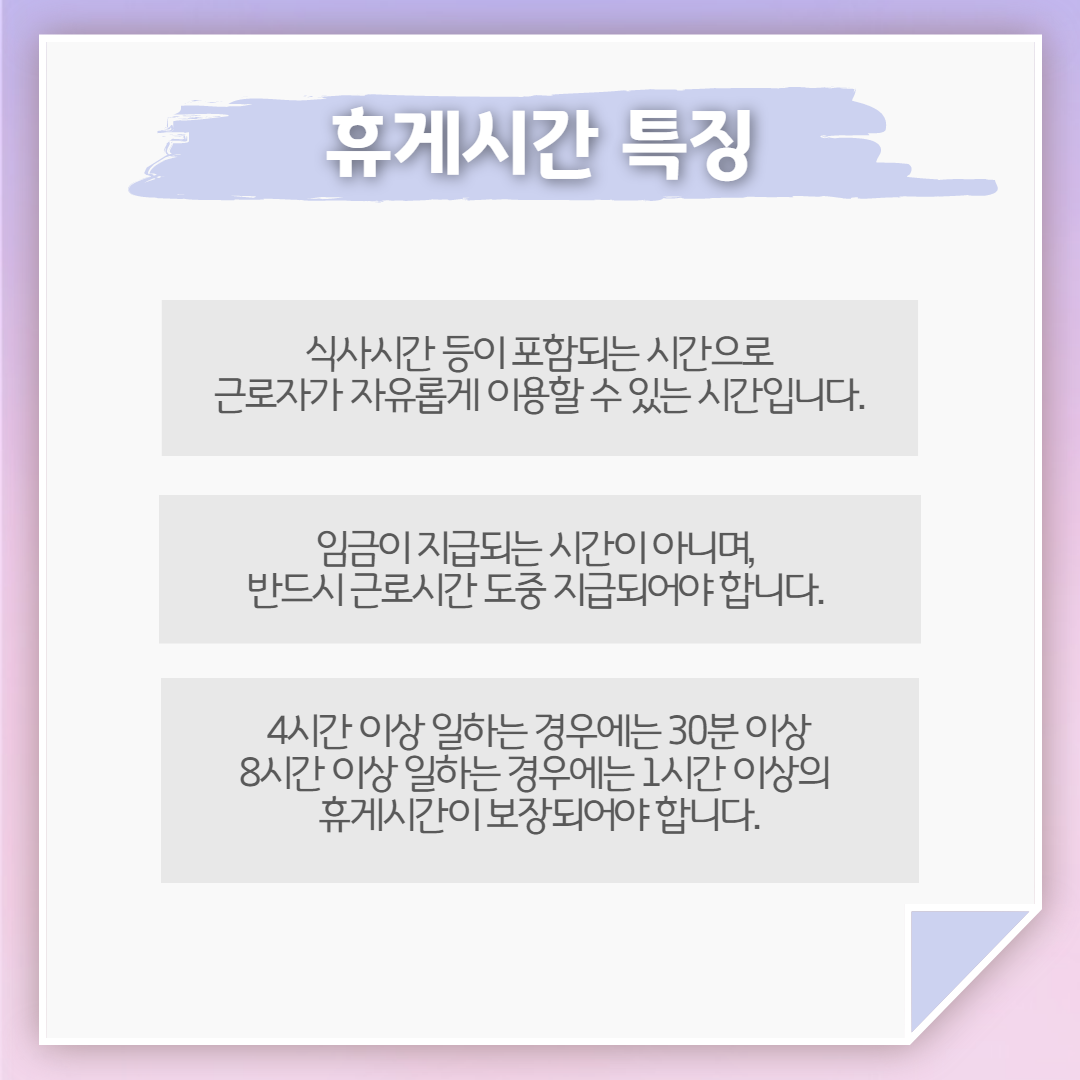 휴게시간 특징
식사시간 등이 포함되는 시간으로
근로자가 자유롭게 이용할 수 있는 시간입니다.
임금이 지급되는 시간이 아니며,
반드시 근로시간 도중 지급되어야 합니다.
4시간 이상 일하는 경우에는 30분 이상
8시간 이상 일하는 경우에는 1시간 이상의
휴게시간이 보장되어야 합니다.